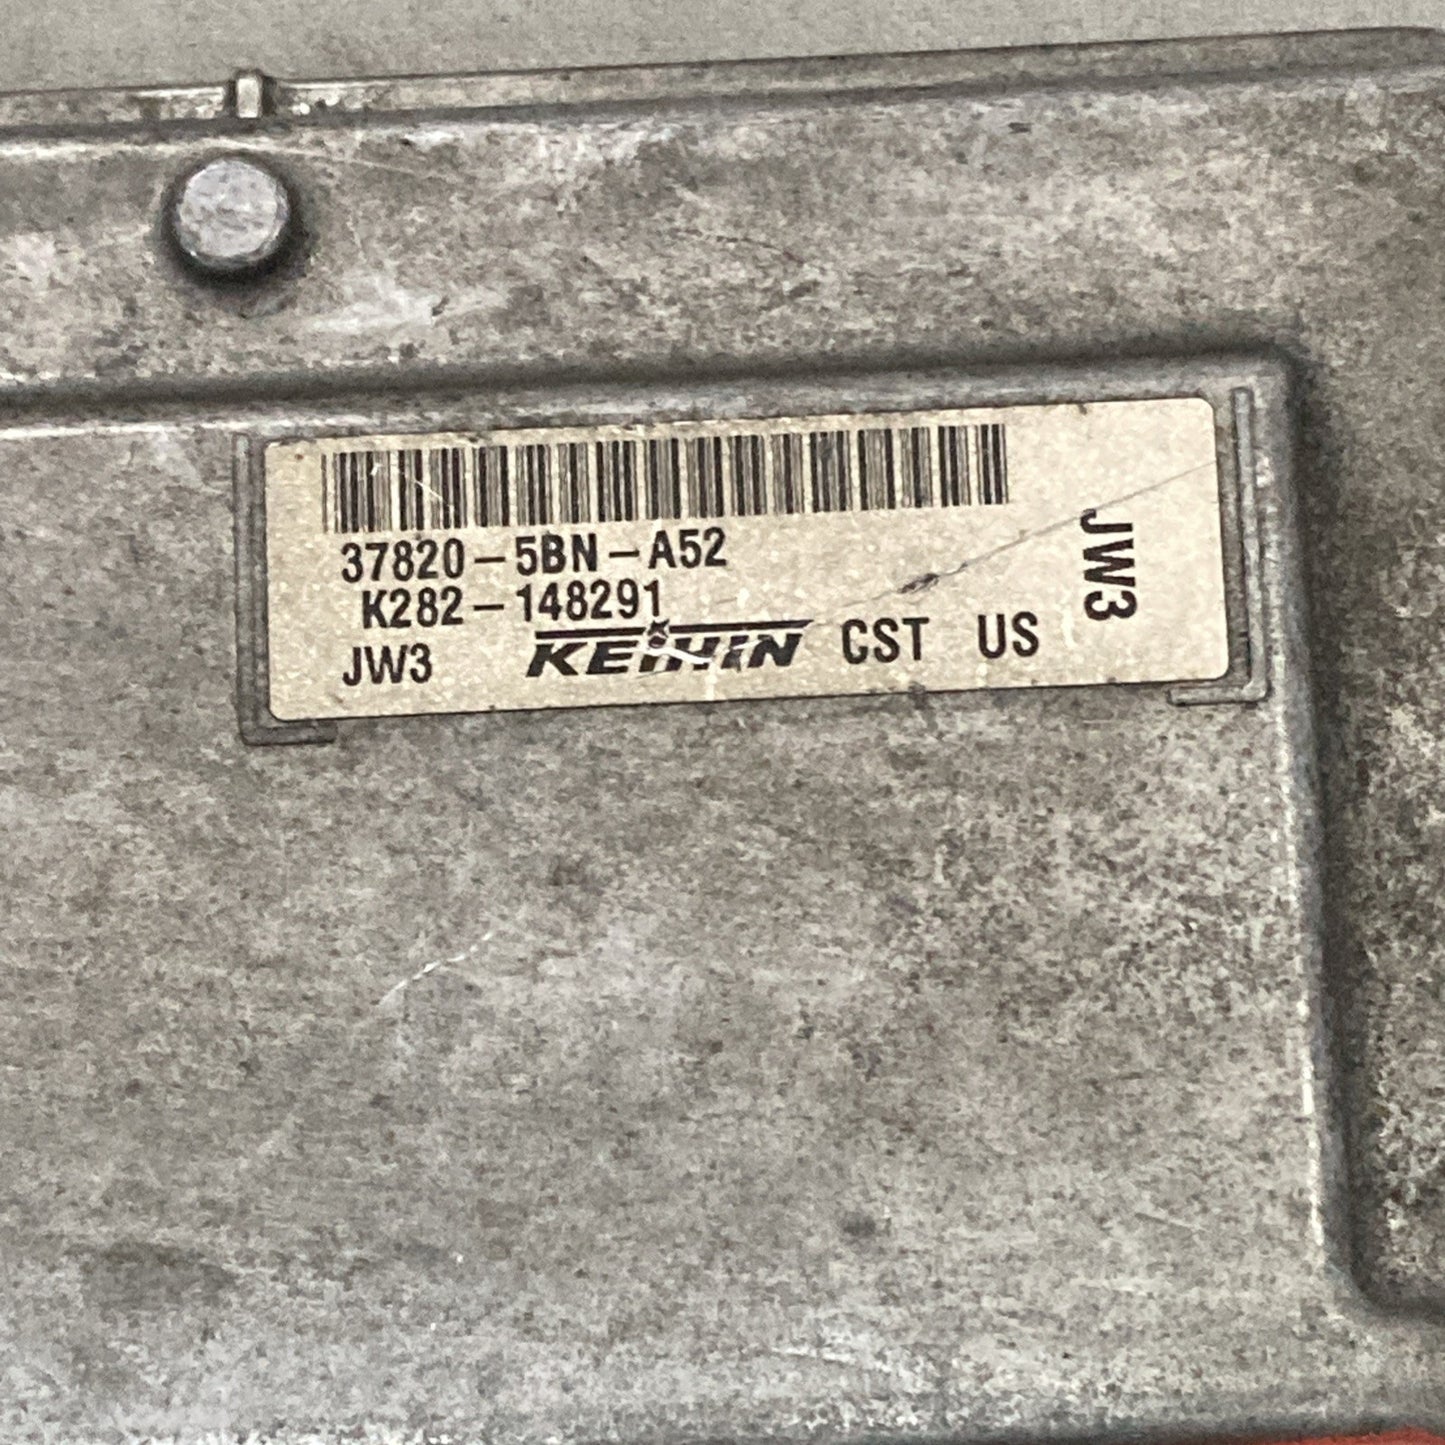 37820-5BN-A52
K282-148291
JW3 KEIHIN CST US
JW3